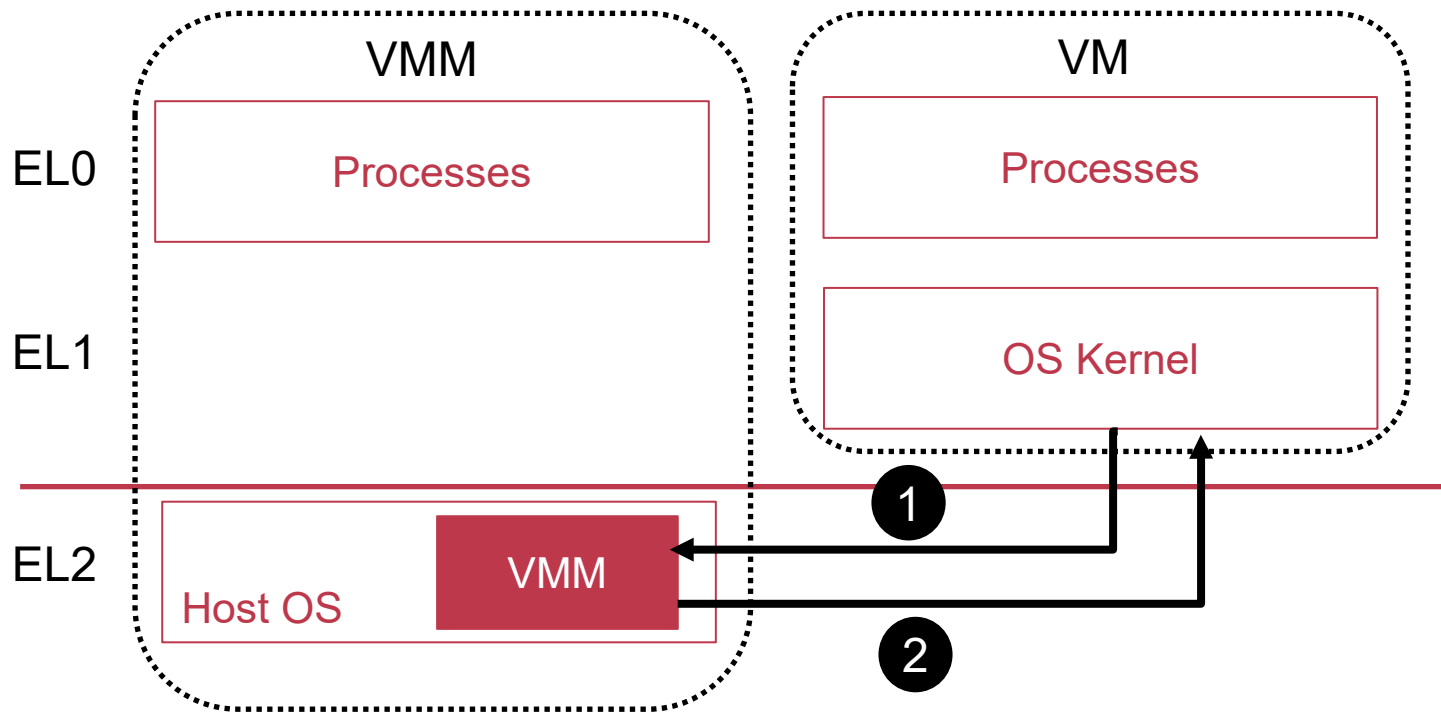 VMM
VM
EL0
Processes
Processes
EL1
OS Kernel
1
EL2
VMM
Host OS
2